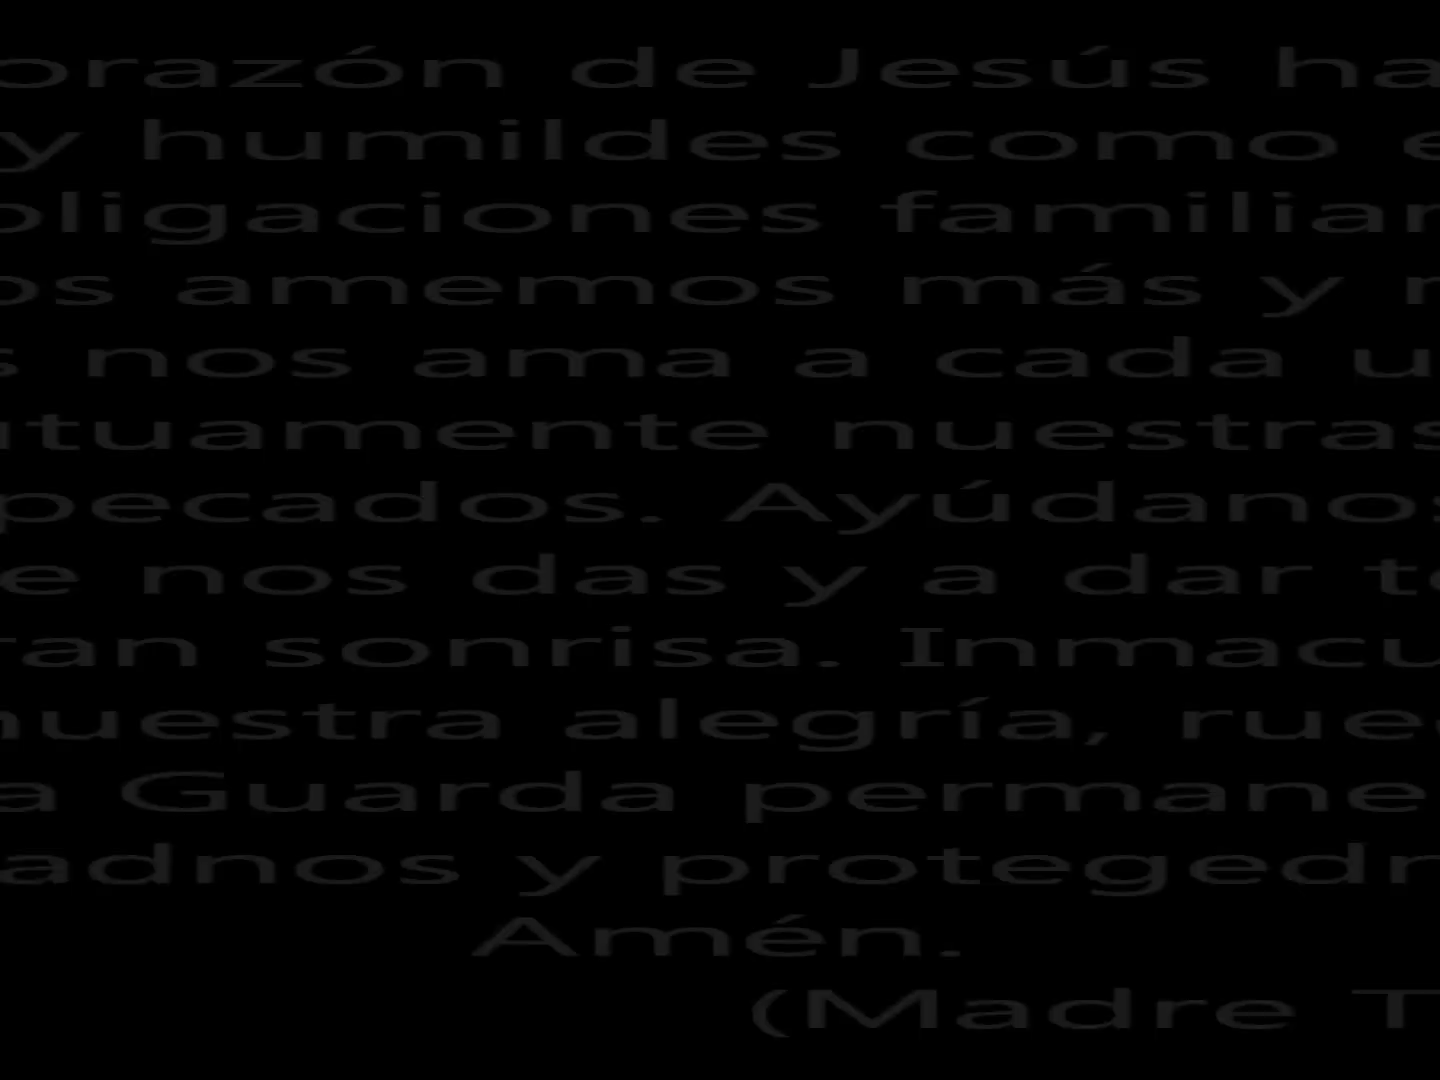 orazón de Jesús ha
y humildes como e
bligaciones familiar
os amemos más y
s nos ama a cada u
utuamente nuestras
pecados. Ayúdanos
e nos das y a dar t
ran sonrisa. Inmacu
nuestra alegría, rue
a Guarda permane
adnos y protegedn
Amén.
(Madre T